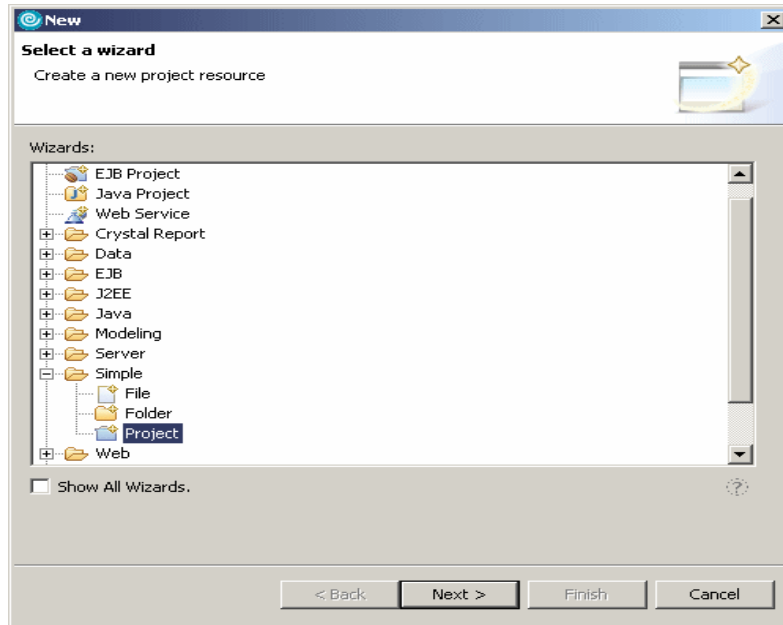 New
Select a wizard
Create a new project resource
Wizards:
EJB Project
Java Project
Web Service
Crystal Report
Data
EJB
J2EE
Java
Modeling
Server
Simple
File
Folder
Project
Web
Show All Wizards.
?
< Back
Next >
Finish
Cancel